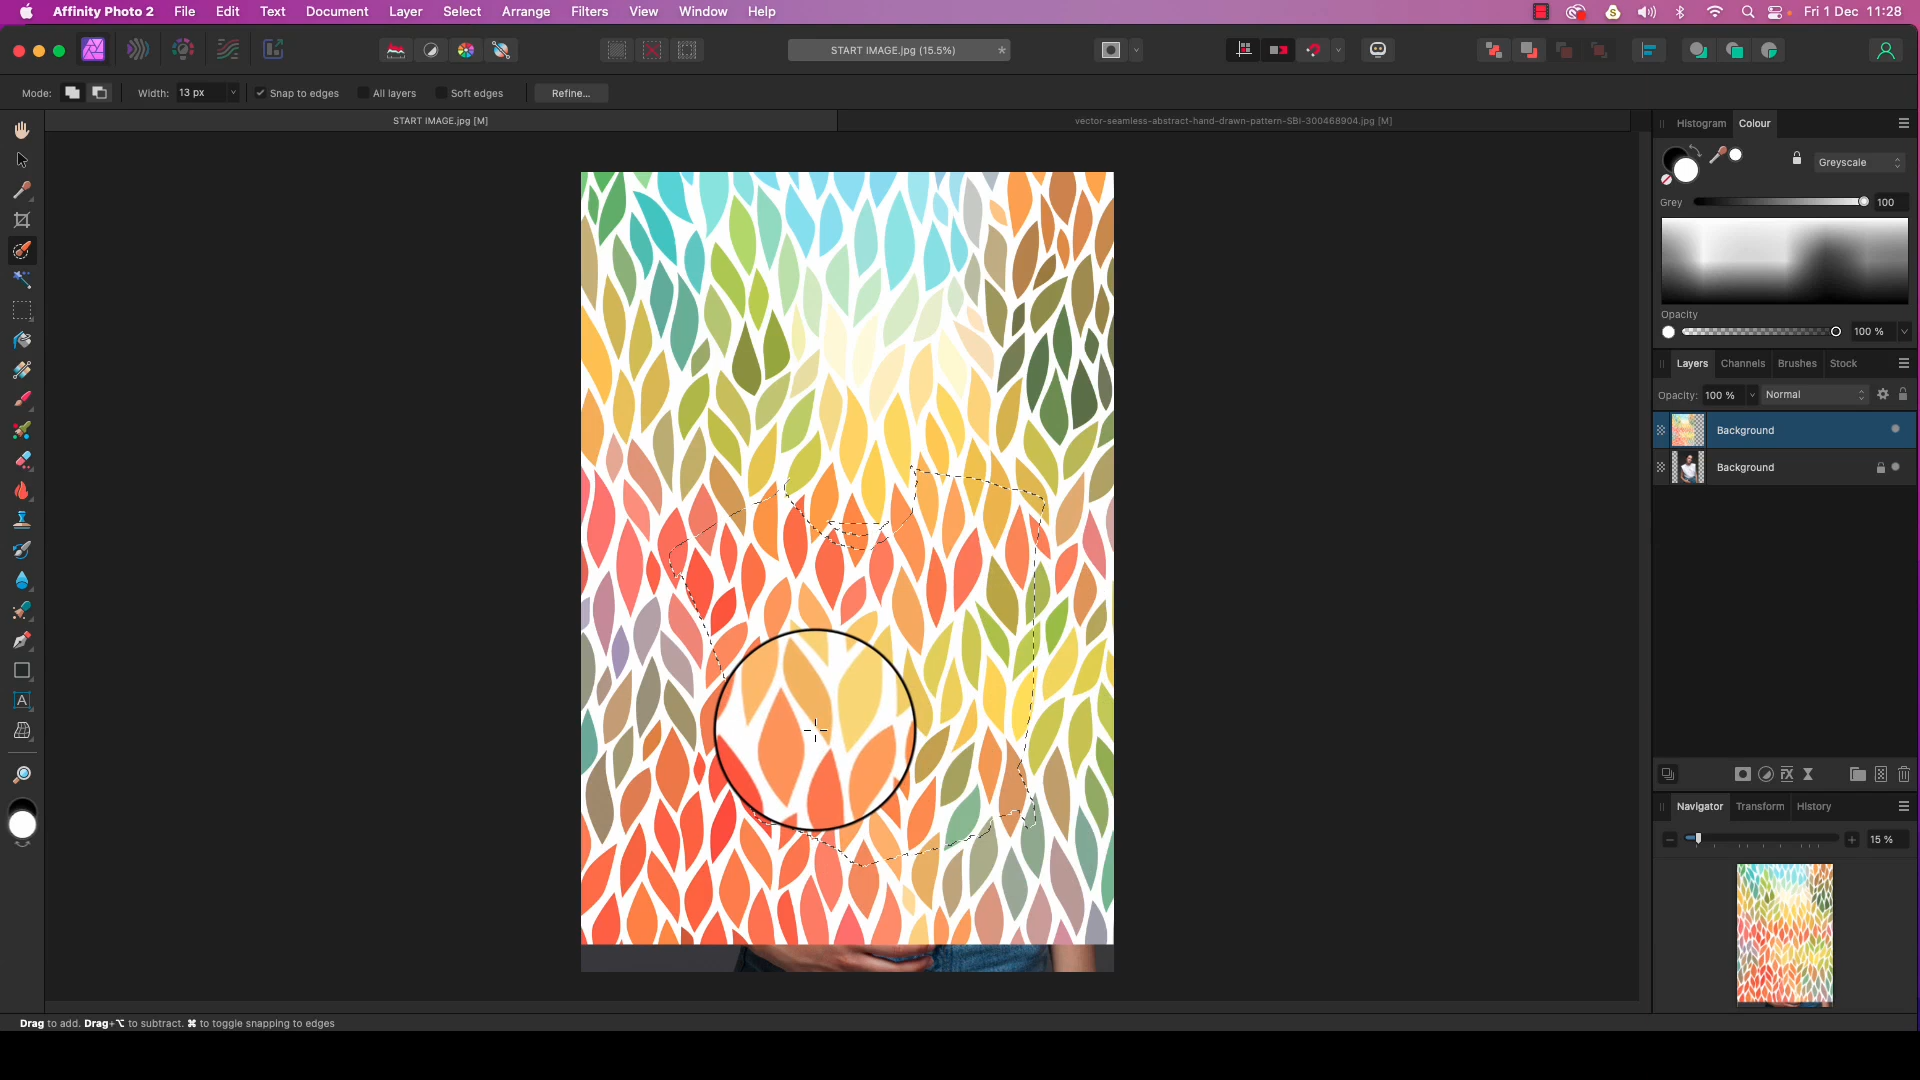 Affinity Photo 2 File Edit Text Document Layer Select Arrange Filters View Window Help Fri 1 Dec 11:28
START IMAGE.jpg (15.5%) *
Mode: Width: 13 px Snap to edges All layers Soft edges Refine...
START IMAGE.jpg [M] vector-seamless-abstract-hand-drawn-pattern-SBI-300468904.jpg [M]
Histogram Colour
Greyscale
Grey 100
Opacity
100 %
Layers Channels Brushes Stock
Opacity: 100 % Normal
Background
Background
Navigator Transform History
15 %
Drag to add. Drag+⌥ to subtract. ⌘ to toggle snapping to edges